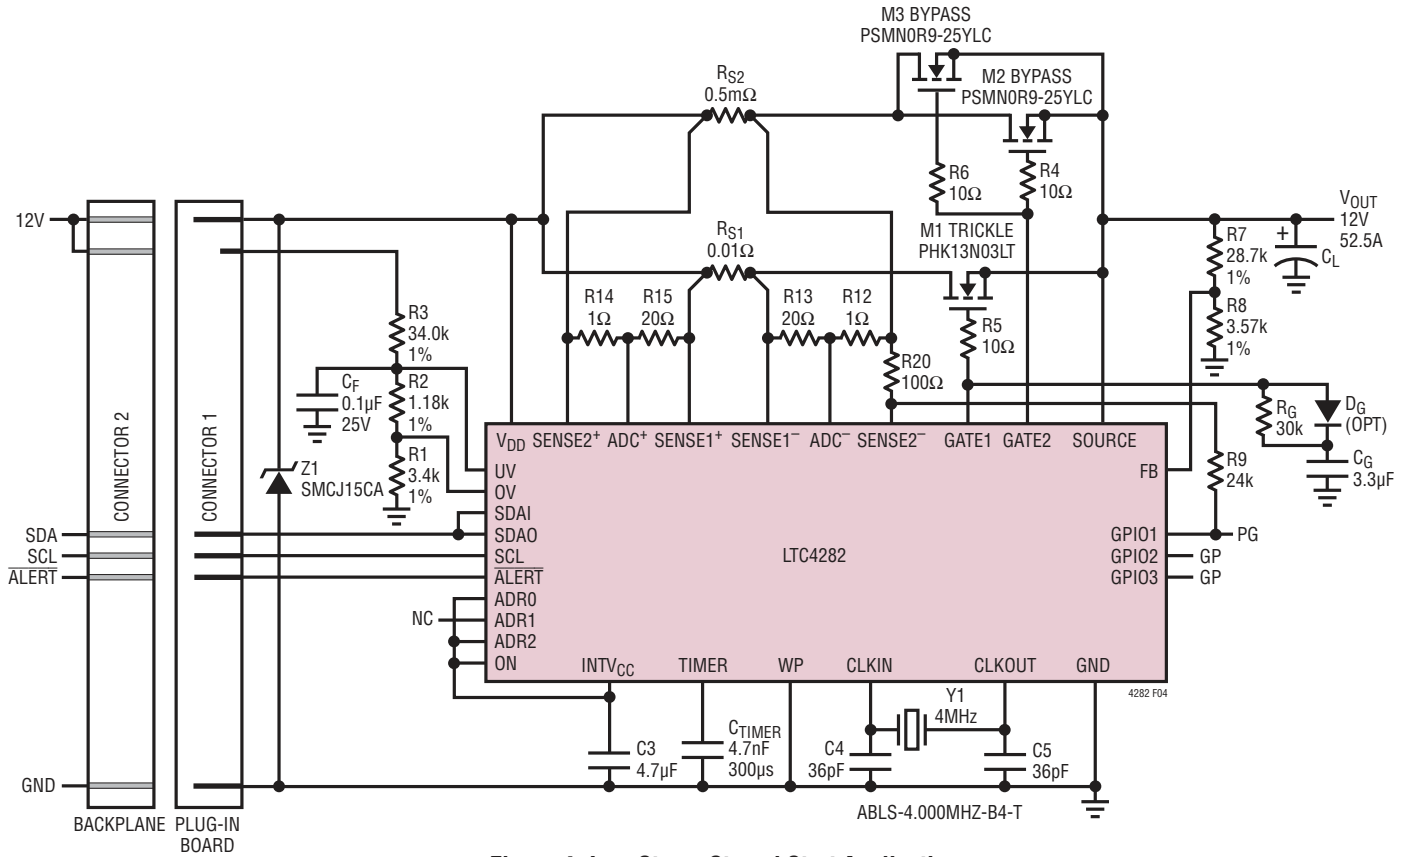 M3 BYPASS
PSMN0R9-25YLC
M2 BYPASS
PSMN0R9-25YLC
RS2
0.5mΩ
R6
10Ω
R4
10Ω
12V
RS1
0.01Ω
M1 TRICKLE
PHK13N03LT
VOUT
12V
52.5A
R7
28.7k
1%
+
CL
R14
1Ω
R15
20Ω
R13
20Ω
R12
1Ω
R5
10Ω
R8
3.57k
1%
R3
34.0k
1%
R20
100Ω
CF
0.1µF
25V
R2
1.18k
1%
RG
30k
DG
(OPT)
CG
3.3µF
R9
24k
R1
3.4k
1%
Z1
SMCJ15CA
CONNECTOR 2
CONNECTOR 1
VDD SENSE2+ ADC+ SENSE1+ SENSE1– ADC– SENSE2– GATE1 GATE2 SOURCE
UV
OV
SDAI
SDAO
SCL
ALERT
ADR0
ADR1
ADR2
ON
FB
GPIO1
GPIO2
GPIO3
PG
GP
GP
LTC4282
SDA
SCL
ALERT
NC
INTVCC TIMER WP CLKIN CLKOUT GND
4282 F04
Y1
4MHz
C3
4.7µF
CTIMER
4.7nF
300µs
C4
36pF
C5
36pF
ABLS-4.000MHZ-B4-T
GND
BACKPLANE
PLUG-IN
BOARD